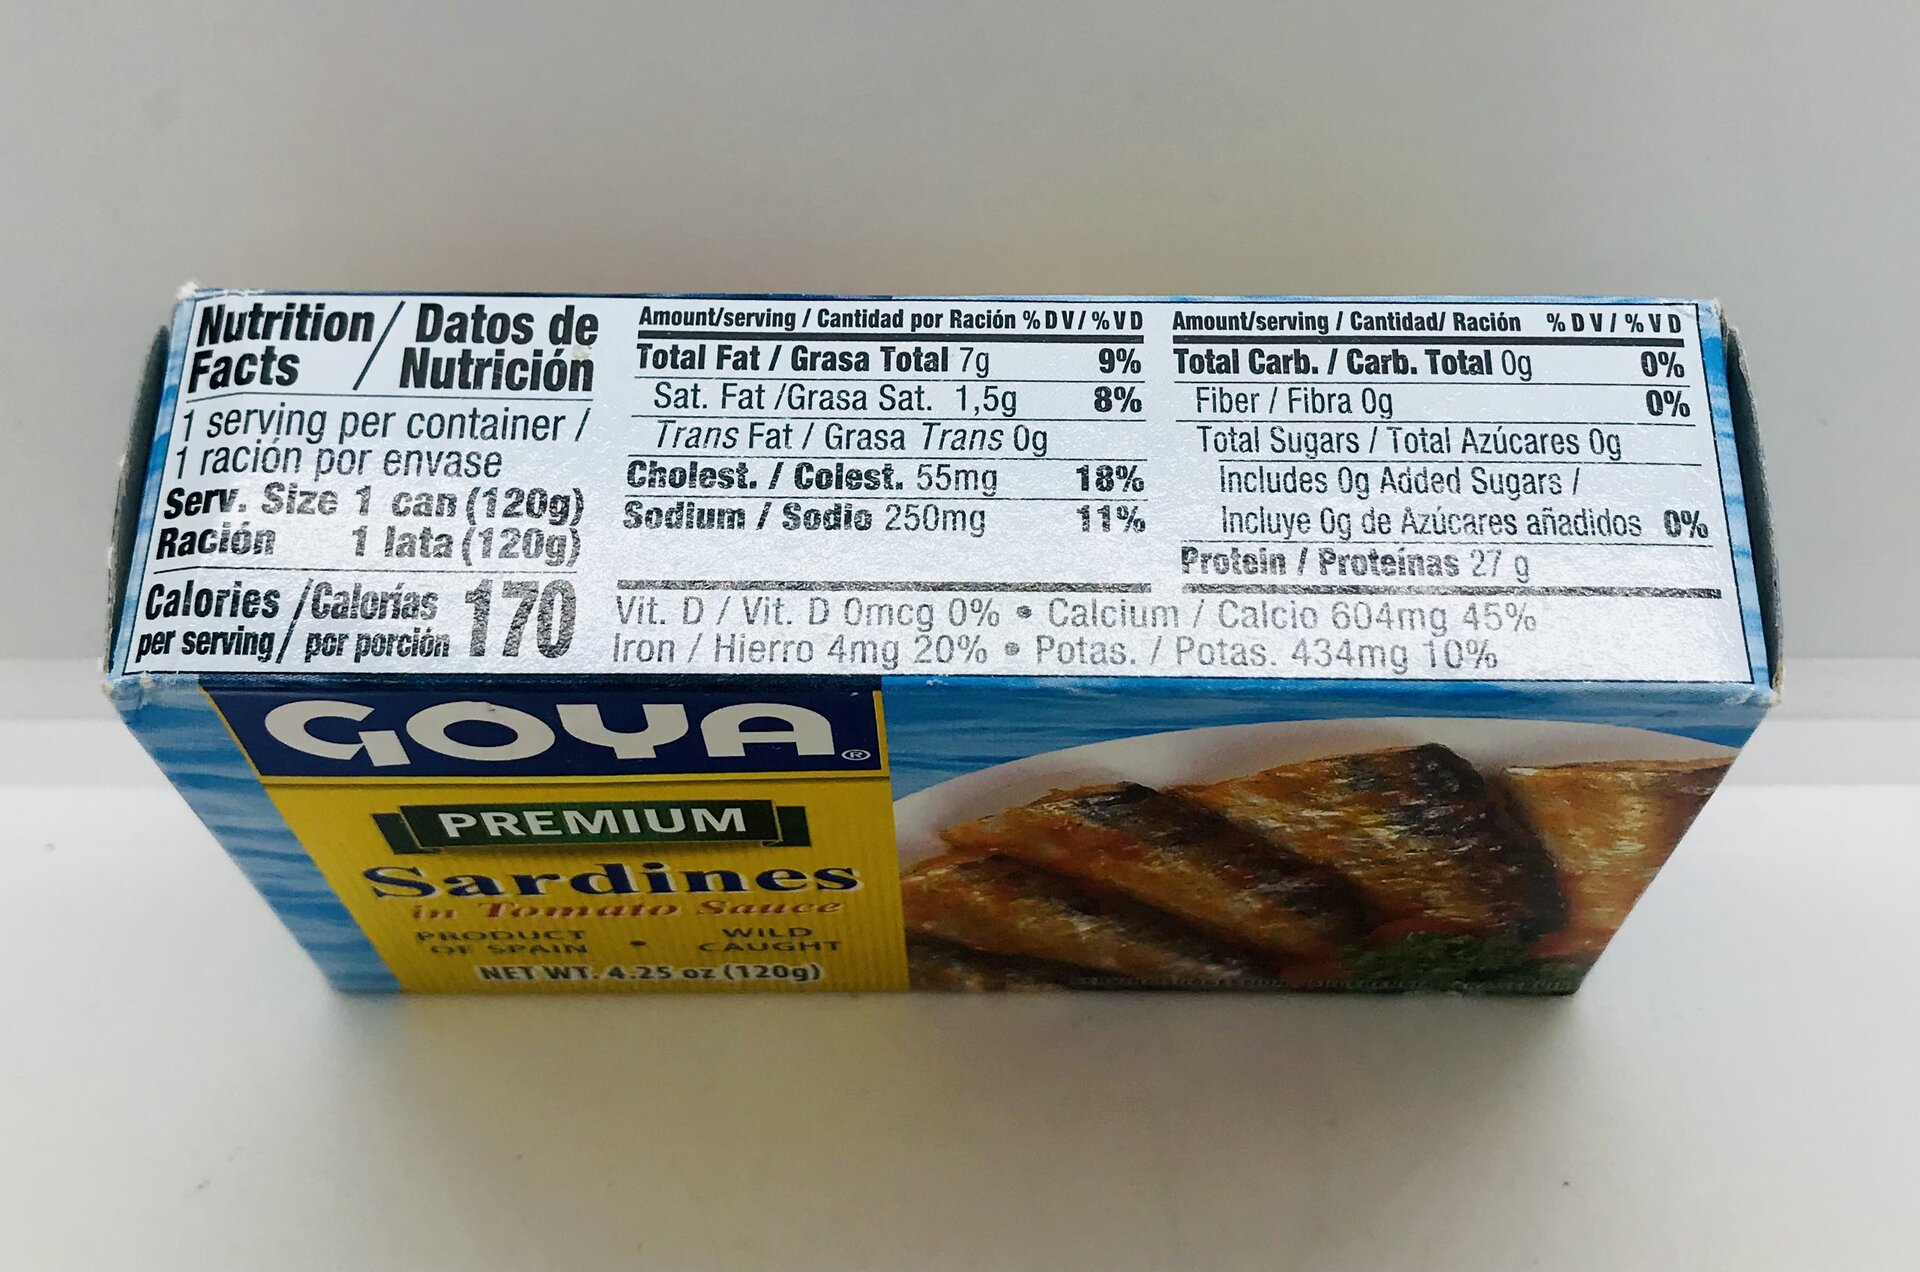 Nutrition / Datos de
Facts / Nutrición
1 serving per container /
1 ración por envase
Serv. Size 1 can (120g)
Ración 1 lata (120g)
Calories / Calorías 170
per serving / por porción
Amount/serving / Cantidad por Ración % DV / % VD
Total Fat / Grasa Total 7g 9%
Sat. Fat /Grasa Sat. 1,5g 8%
Trans Fat / Grasa Trans 0g
Cholest. / Colest. 55mg 18%
Sodium / Sodio 250mg 11%
Amount/serving / Cantidad/ Ración % DV / % VD
Total Carb. / Carb. Total 0g 0%
Fiber / Fibra 0g 0%
Total Sugars / Total Azúcares 0g
Includes 0g Added Sugars /
Incluye 0g de Azúcares añadidos 0%
Protein / Proteínas 27 g
Vit. D / Vit. D 0mcg 0% • Calcium / Calcio 604mg 45%
Iron / Hierro 4mg 20% • Potas. / Potas. 434mg 10%
GOYA®
PREMIUM
Sardines
in Tomato Sauce
PRODUCT OF SPAIN • WILD CAUGHT
NET WT. 4.25 oz (120g)